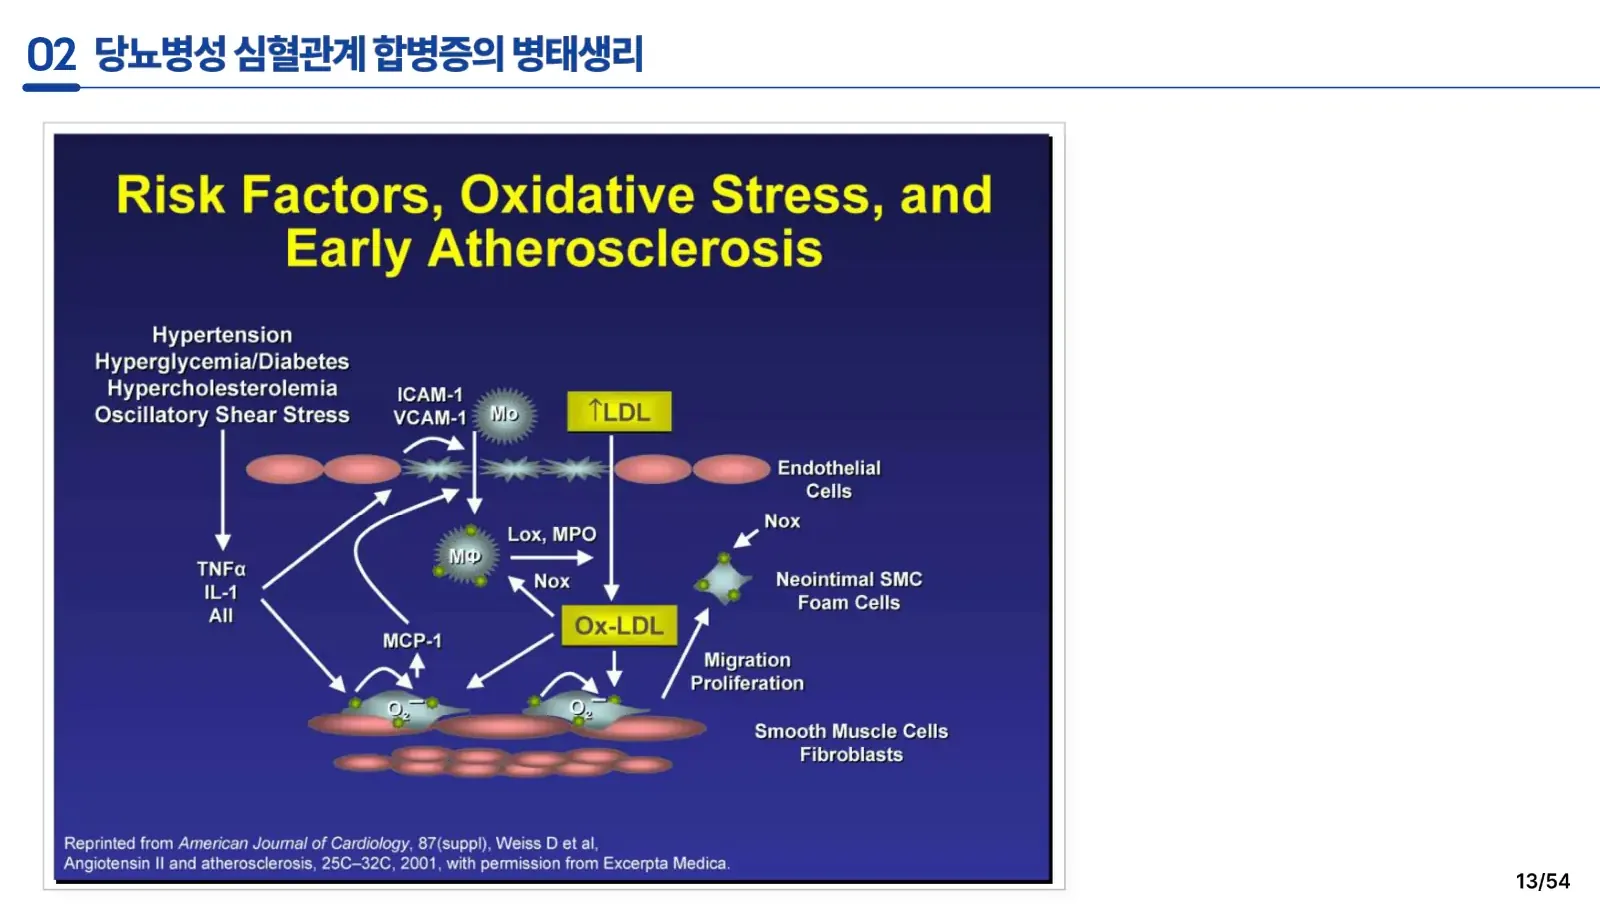 02 당뇨병성 심혈관계 합병증의 병태생리
Risk Factors, Oxidative Stress, and
Early Atherosclerosis
Hypertension
Hyperglycemia/Diabetes
Hypercholesterolemia
Oscillatory Shear Stress
ICAM-1
VCAM-1
Mo
↑LDL
Endothelial
Cells
Nox
Lox, MPO
MΦ
Nox
TNFα
IL-1
AII
Neointimal SMC
Foam Cells
Ox-LDL
MCP-1
Migration
Proliferation
O₂⁻
O₂⁻
Smooth Muscle Cells
Fibroblasts
Reprinted from American Journal of Cardiology, 87(suppl), Weiss D et al,
Angiotensin II and atherosclerosis, 25C–32C, 2001, with permission from Excerpta Medica.
13/54